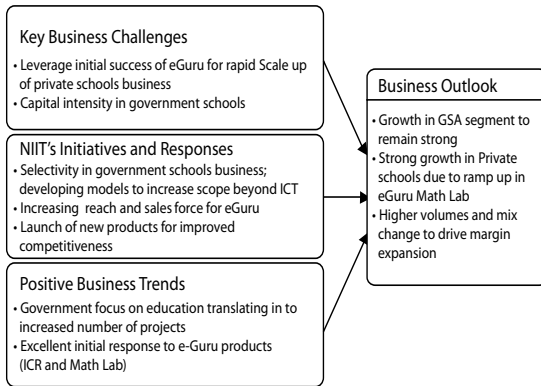 Key Business Challenges
• Leverage initial success of eGuru for rapid Scale up
of private schools business
• Capital intensity in government schools
NIIT's Initiatives and Responses
• Selectivity in government schools business;
developing models to increase scope beyond ICT
• Increasing reach and sales force for eGuru
• Launch of new products for improved
competitiveness
Positive Business Trends
• Government focus on education translating in to
increased number of projects
• Excellent initial response to e-Guru products
(ICR and Math Lab)
Business Outlook
• Growth in GSA segment to
remain strong
• Strong growth in Private
schools due to ramp up in
eGuru Math Lab
• Higher volumes and mix
change to drive margin
expansion